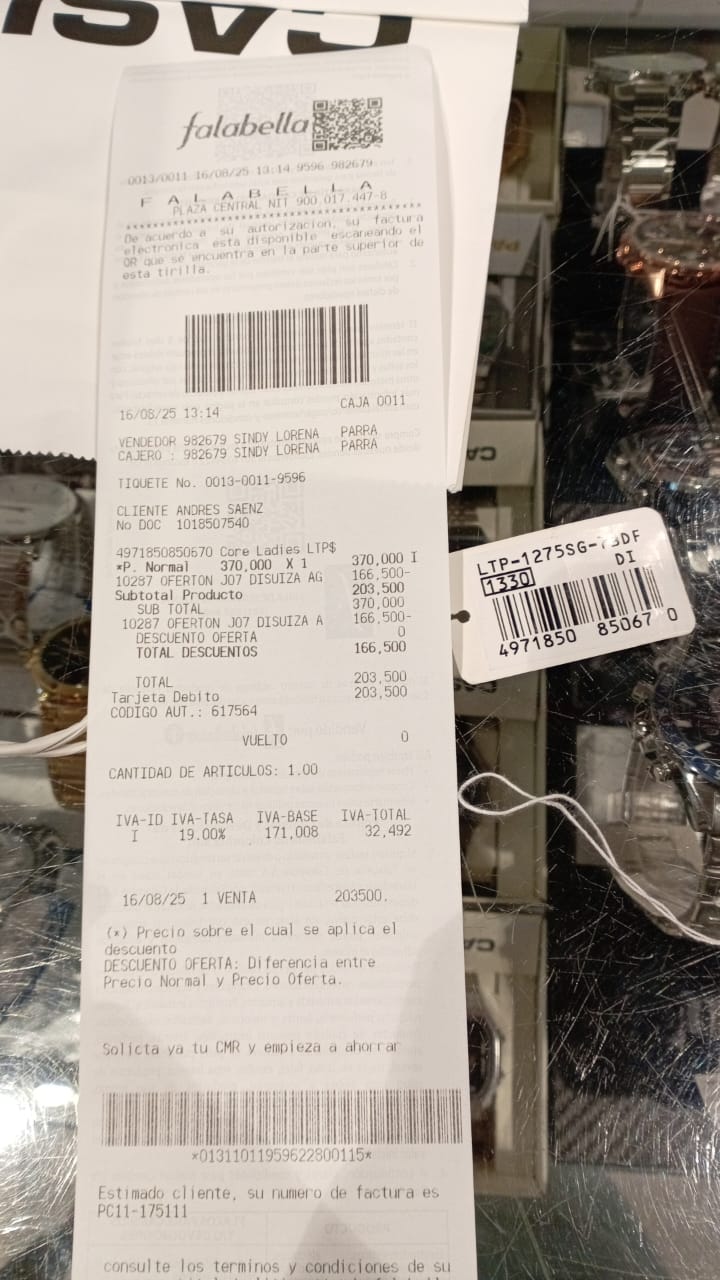 CASI
falabella
0013/0011 16/08/25 13:14 9596 982679
F A L A B E L L A
PLAZA CENTRAL NIT 900.017.447-8
****************************************
De acuerdo a su autorizacion, su factura
electronica esta disponible escaneando el
QR que se encuentra en la parte superior de
esta tirilla.
16/08/25 13:14 CAJA 0011
VENDEDOR 982679 SINDY LORENA PARRA
CAJERO : 982679 SINDY LORENA PARRA
TIQUETE No. 0013-0011-9596
CLIENTE ANDRES SAENZ
No DOC 1018507540
4971850850670 Core Ladies LTP$
*P. Normal 370,000 X 1 370,000 I
10287 OFERTON J07 DISUIZA AG 166,500-
Subtotal Producto 203,500
SUB TOTAL 370,000
10287 OFERTON J07 DISUIZA A 166,500-
DESCUENTO OFERTA 0
TOTAL DESCUENTOS 166,500
TOTAL 203,500
Tarjeta Debito 203,500
CODIGO AUT.: 617564
VUELTO 0
CANTIDAD DE ARTICULOS: 1.00
IVA-ID IVA-TASA IVA-BASE IVA-TOTAL
I 19.00% 171,008 32,492
16/08/25 1 VENTA 203500.
(*) Precio sobre el cual se aplica el
descuento
DESCUENTO OFERTA: Diferencia entre
Precio Normal y Precio Oferta.
Solicta ya tu CMR y empieza a ahorrar
*01311011959622800115*
Estimado cliente, su numero de factura es
PC11-175111
consulte los terminos y condiciones de su
LTP-1275SG-7BDF
1330 DI
4971850 85067 0